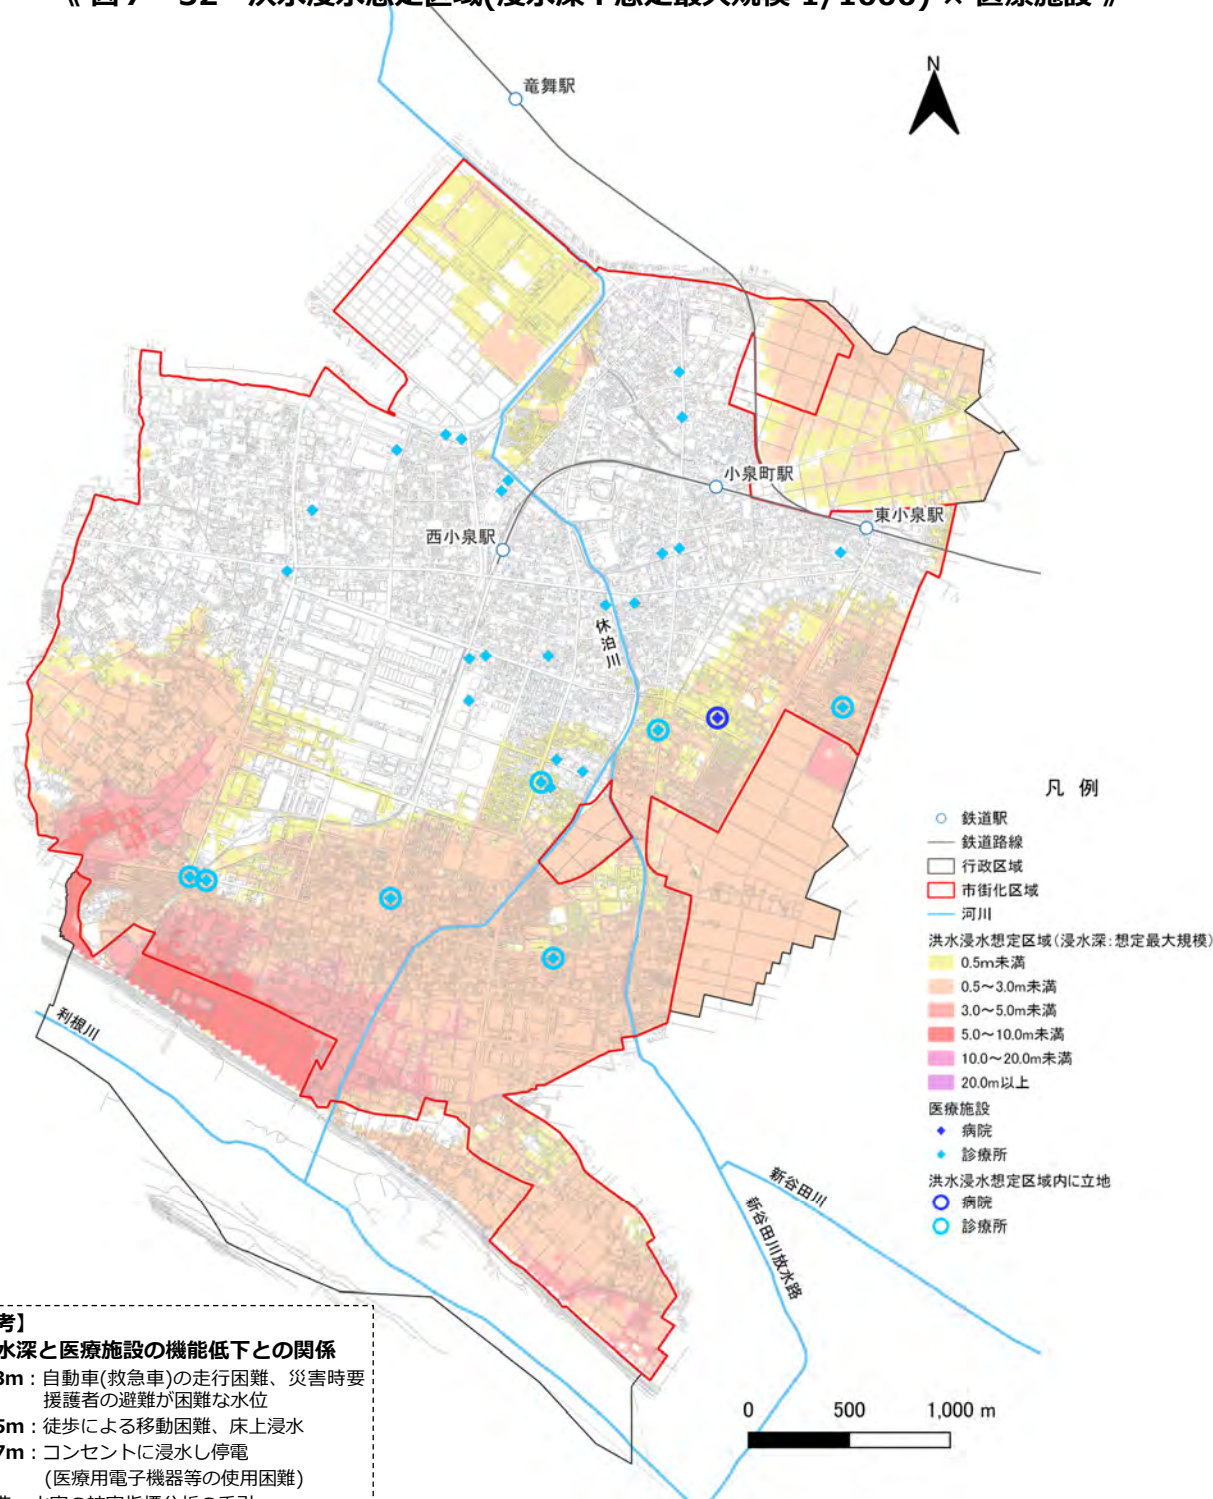 竜舞駅
N
小泉町駅
東小泉駅
西小泉駅
休泊川
凡 例
鉄道駅
鉄道路線
行政区域
市街化区域
河川
洪水浸水想定区域(浸水深:想定最大規模)
0.5m未満
0.5～3.0m未満
3.0～5.0m未満
5.0～10.0m未満
10.0～20.0m未満
20.0m以上
医療施設
病院
診療所
洪水浸水想定区域内に立地
病院
診療所
利根川
新谷田川
新谷田川放水路
考】
水深と医療施設の機能低下との関係
3m：自動車(救急車)の走行困難、災害時要
援護者の避難が困難な水位
5m：徒歩による移動困難、床上浸水
7m：コンセントに浸水し停電
(医療用電子機器等の使用困難)
0 500 1,000 m